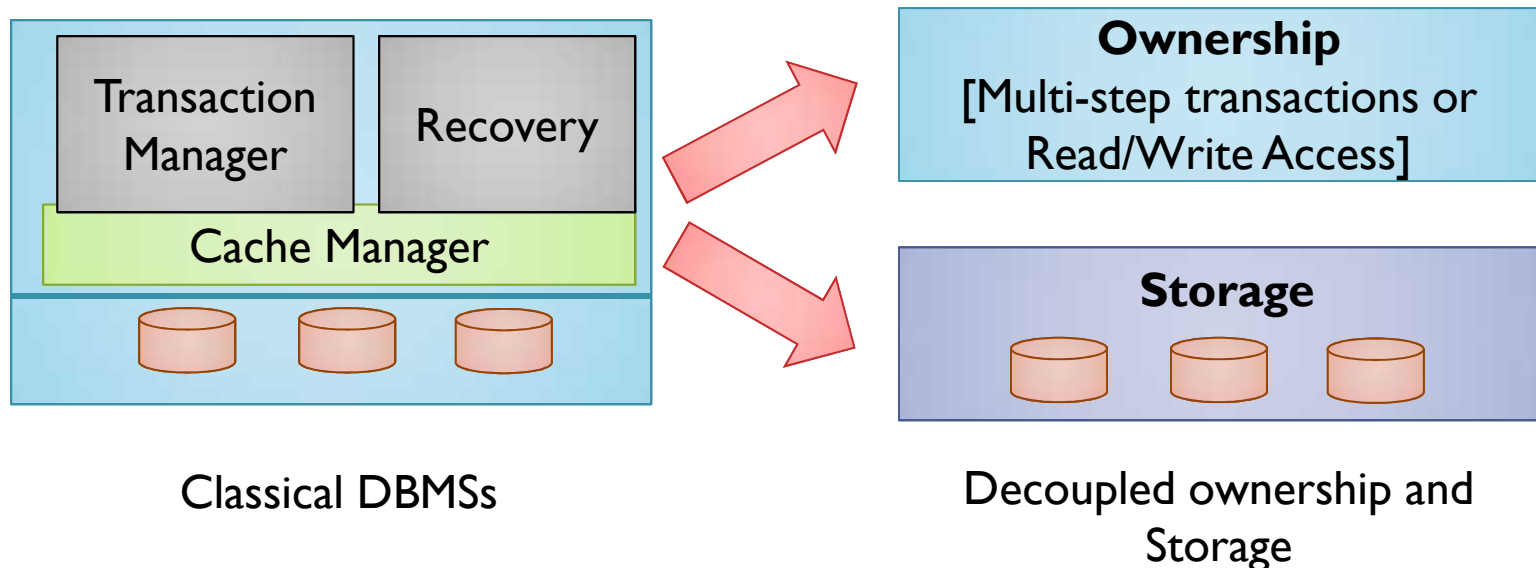 Transaction
Manager
Recovery
Cache Manager
Classical DBMSs
Ownership
[Multi-step transactions or
Read/Write Access]
Storage
Decoupled ownership and
Storage